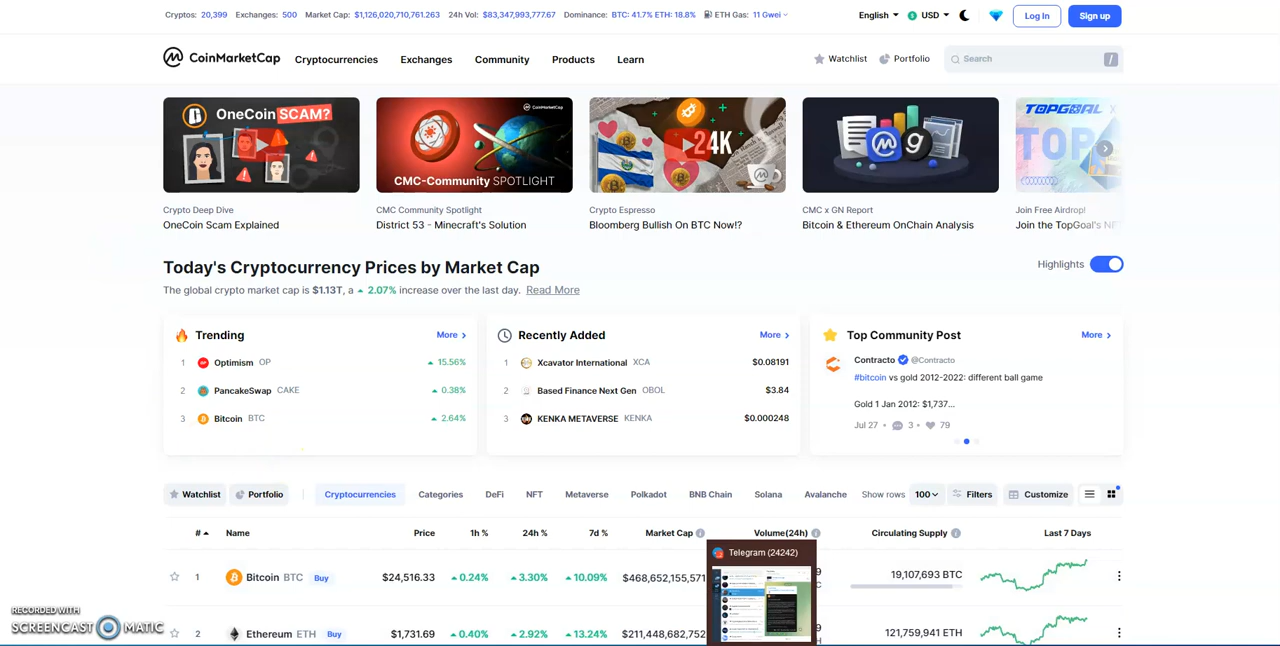 Cryptos: 20,399 Exchanges: 500 Market Cap: $1,126,020,710,761.263 24h Vol: $83,347,993,777.67 Dominance: BTC: 41.7% ETH: 18.8% ETH Gas: 11 Gwei
English USD Log In Sign up
CoinMarketCap Cryptocurrencies Exchanges Community Products Learn Watchlist Portfolio Search /
OneCoin SCAM?
CMC-Community SPOTLIGHT
CoinMarketCap
24K
TOPGOAL X
TOP
Crypto Deep Dive
OneCoin Scam Explained
CMC Community Spotlight
District 53 - Minecraft's Solution
Crypto Espresso
Bloomberg Bullish On BTC Now!?
CMC x GN Report
Bitcoin & Ethereum OnChain Analysis
Join Free Airdrop!
Join the TopGoal's NF
Today's Cryptocurrency Prices by Market Cap
Highlights
The global crypto market cap is $1.13T, a 2.07% increase over the last day. Read More
Trending More
1 Optimism OP 15.56%
2 PancakeSwap CAKE 0.38%
3 Bitcoin BTC 2.64%
Recently Added More
1 Xcavator International XCA $0.08191
2 Based Finance Next Gen OBOL $3.84
3 KENKA METAVERSE KENKA $0.000248
Top Community Post More
Contracto @Contracto
#bitcoin vs gold 2012-2022: different ball game
Gold 1 Jan 2012: $1,737...
Jul 27 • 3 • 79
Watchlist Portfolio Cryptocurrencies Categories DeFi NFT Metaverse Polkadot BNB Chain Solana Avalanche Show rows 100 Filters Customize
# Name Price 1h % 24h % 7d % Market Cap Volume(24h) Circulating Supply Last 7 Days
Telegram (24242)
1 Bitcoin BTC Buy $24,516.33 0.24% 3.30% 10.09% $468,652,155,571 19,107,693 BTC
2 Ethereum ETH Buy $1,731.69 0.40% 2.92% 13.24% $211,448,682,752 121,759,941 ETH
RECORDED WITH
SCREENCAST MATIC